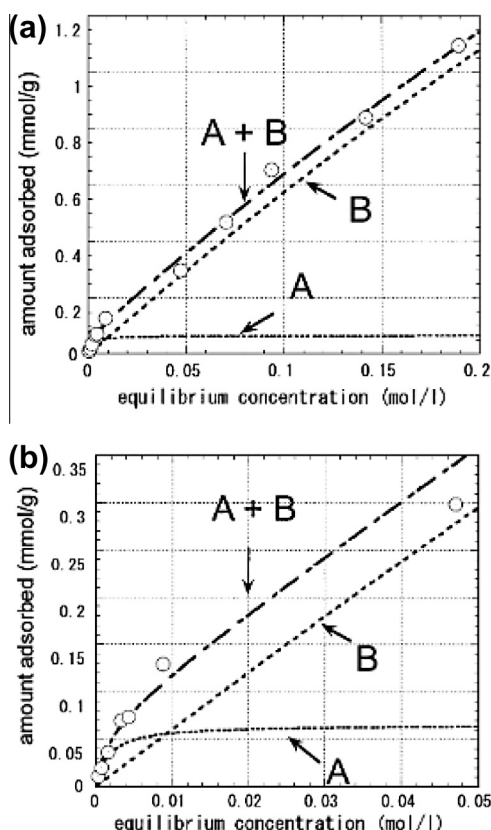 (a)
1.2
1
0.8
0.6
0.4
0.2
0
amount adsorbed (mmol/g)
A + B
B
A
0 0.05 0.1 0.15 0.2
equilibrium concentration (mol/l)
(b)
0.35
0.3
0.25
0.2
0.15
0.1
0.05
0
amount adsorbed (mmol/g)
A + B
B
A
0 0.01 0.02 0.03 0.04 0.05
equilibrium concentration (mol/l)